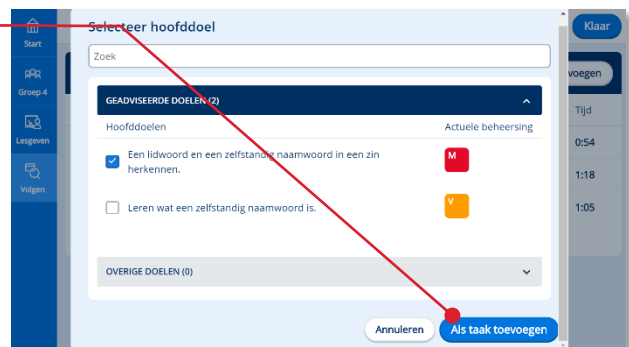 Selecteer hoofddoel
Klaar
Start
Zoek
Groep 4
voegen
GEADVISEERDE DOELEN (2)
Hoofddoelen
Actuele beheersing
Tijd
Lesgeven
Een lidwoord en een zelfstandig naamwoord in een zin
herkennen.
M
0:54
Volgen
1:18
Leren wat een zelfstandig naamwoord is.
V
1:05
OVERIGE DOELEN (0)
Annuleren
Als taak toevoegen